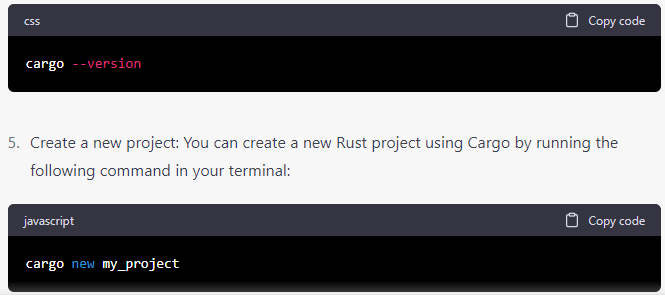 css Copy code
cargo --version
5. Create a new project: You can create a new Rust project using Cargo by running the
following command in your terminal:
javascript Copy code
cargo new my_project